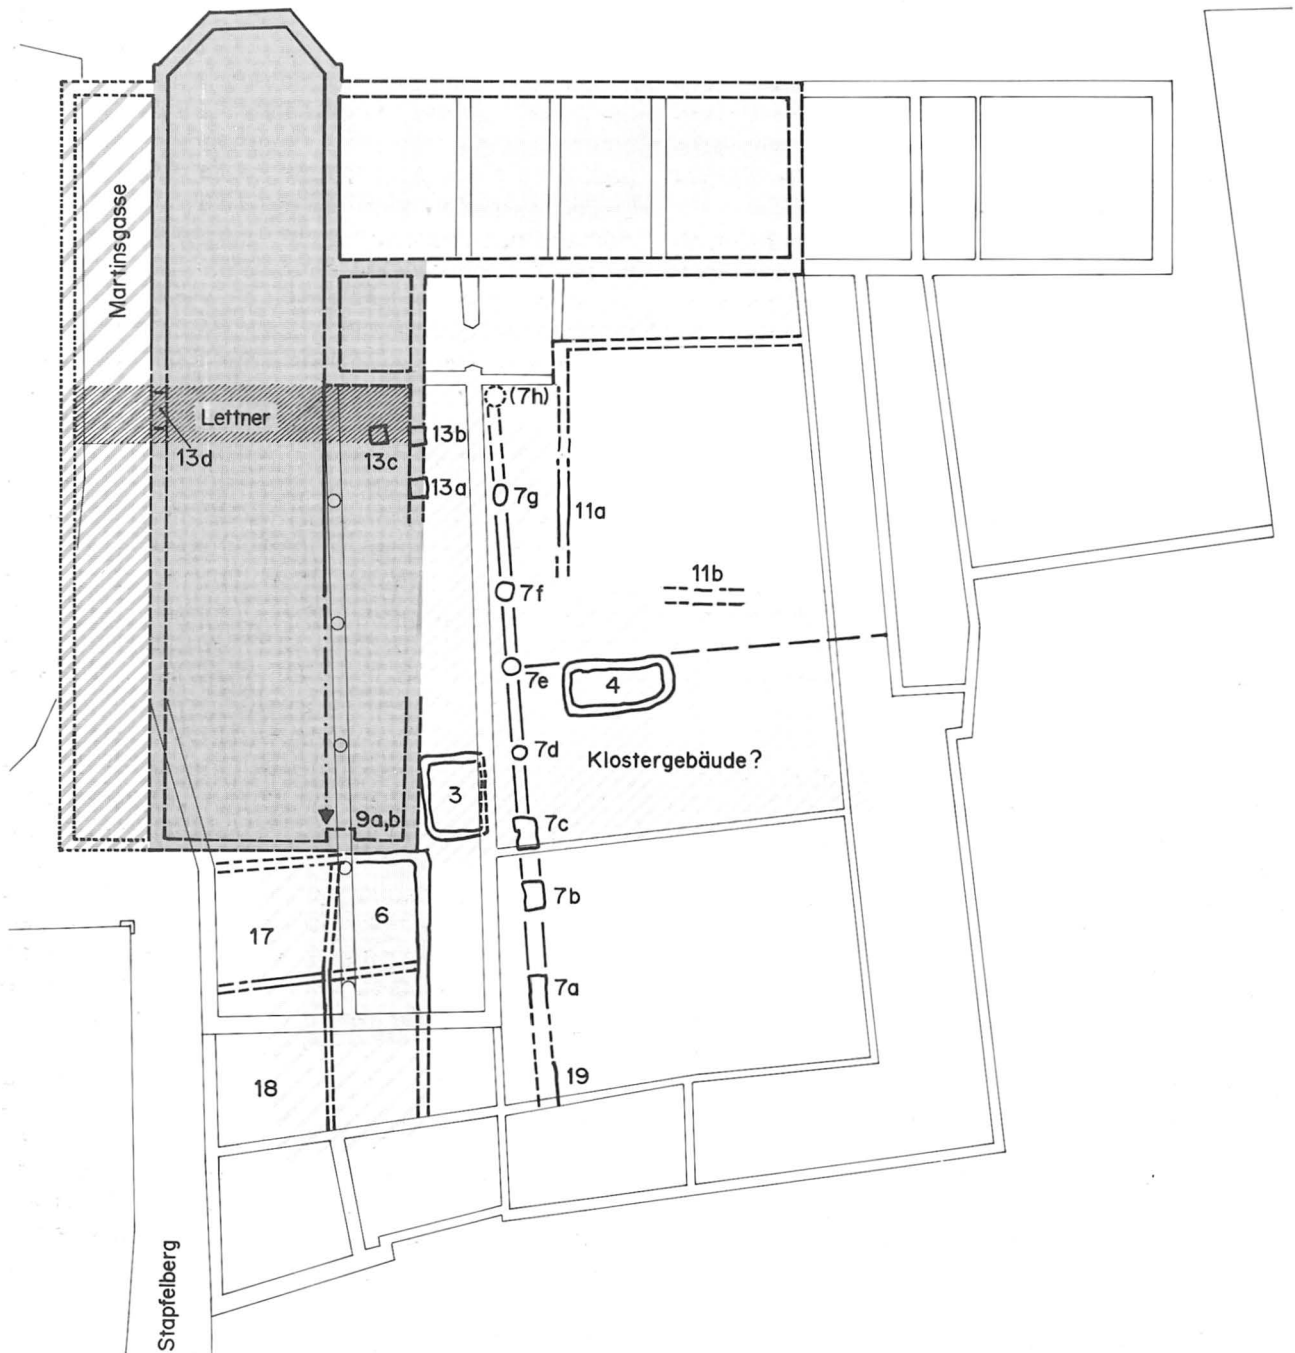 Martinsgasse
Lettner
(7h)
13b
13d
13c
13a
7g
11a
7f
11b
7e
4
7d
Klostergebäude?
3
9a,b
7c
7b
6
17
7a
18
19
Stapfelberg